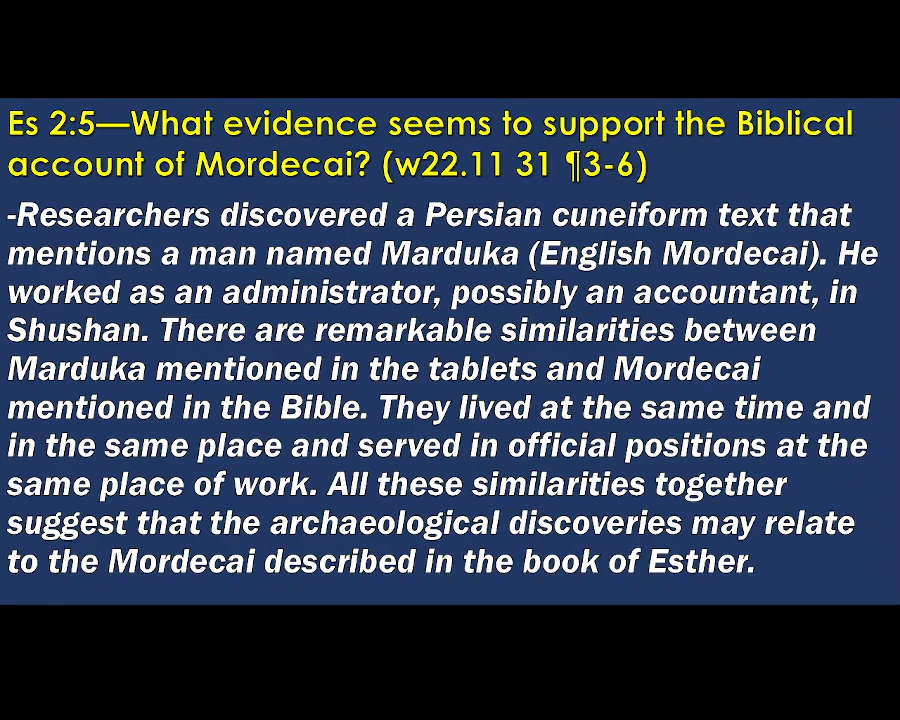 Es 2:5—What evidence seems to support the Biblical
account of Mordecai? (w22.11 31 ¶3-6)
-Researchers discovered a Persian cuneiform text that
mentions a man named Marduka (English Mordecai). He
worked as an administrator, possibly an accountant, in
Shushan. There are remarkable similarities between
Marduka mentioned in the tablets and Mordecai
mentioned in the Bible. They lived at the same time and
in the same place and served in official positions at the
same place of work. All these similarities together
suggest that the archaeological discoveries may relate
to the Mordecai described in the book of Esther.